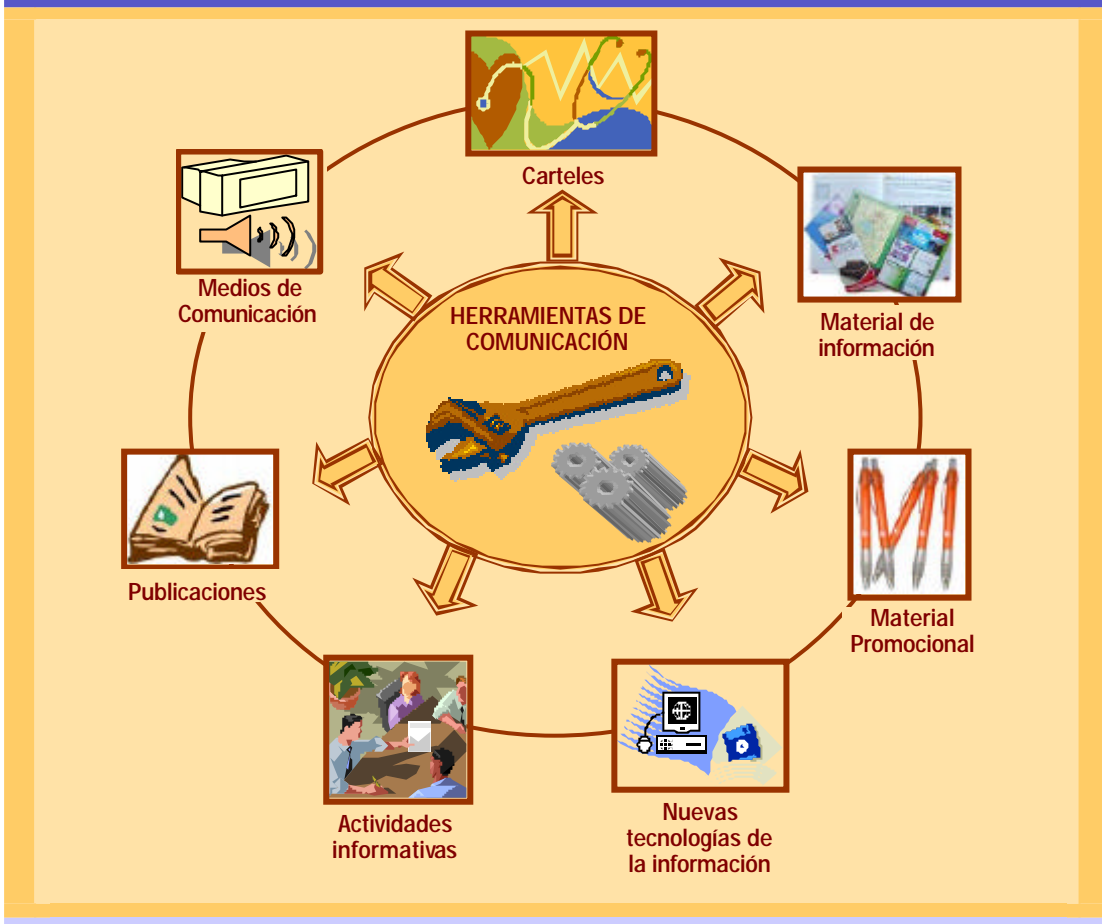 Carteles
Medios de
Comunicación
HERRAMIENTAS DE
COMUNICACIÓN
Material de
información
Publicaciones
Material
Promocional
Actividades
informativas
Nuevas
tecnologías de
la información